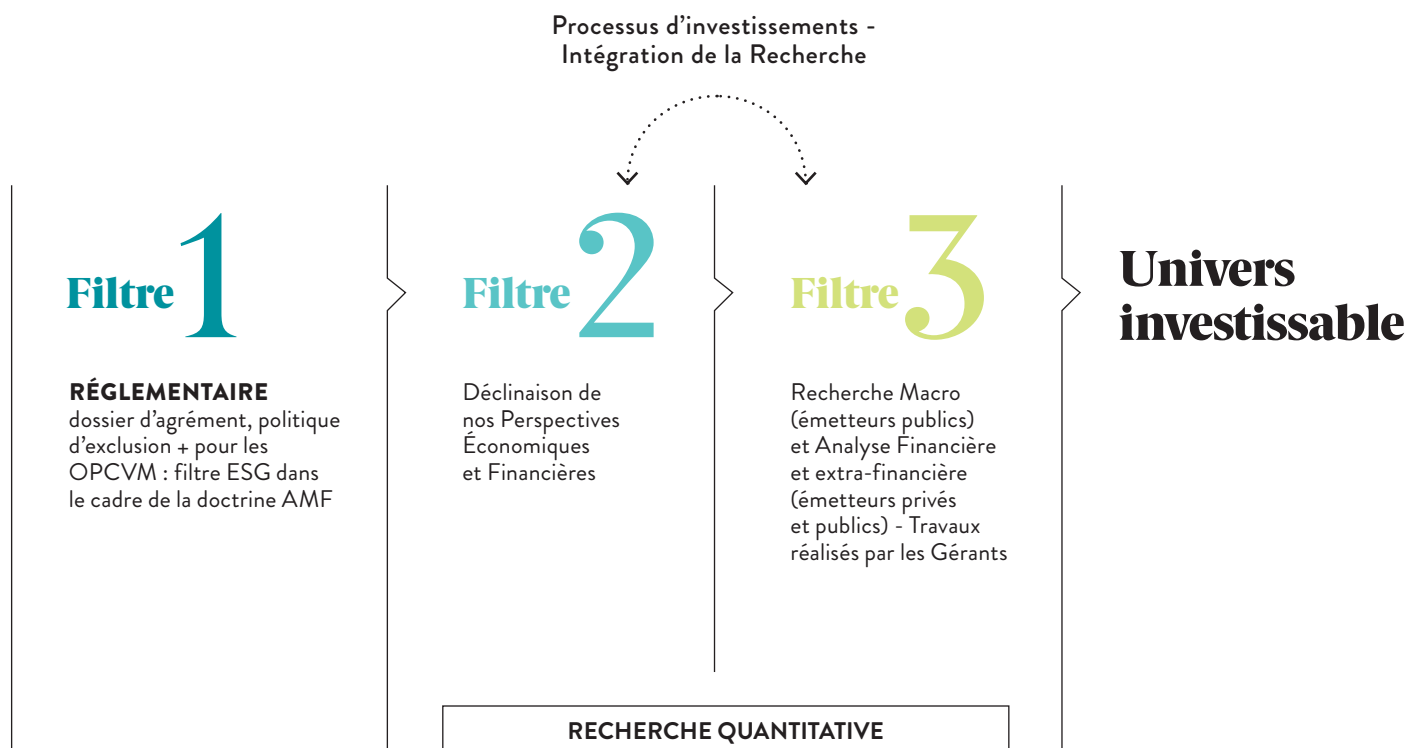 Processus d’investissements -
Intégration de la Recherche
Filtre 1
RÉGLEMENTAIRE
dossier d’agrément, politique
d’exclusion + pour les
OPCVM : filtre ESG dans
le cadre de la doctrine AMF
Filtre 2
Déclinaison de
nos Perspectives
Économiques
et Financières
Filtre 3
Recherche Macro
(émetteurs publics)
et Analyse Financière
et extra-financière
(émetteurs privés
et publics) - Travaux
réalisés par les Gérants
Univers
investissable
RECHERCHE QUANTITATIVE